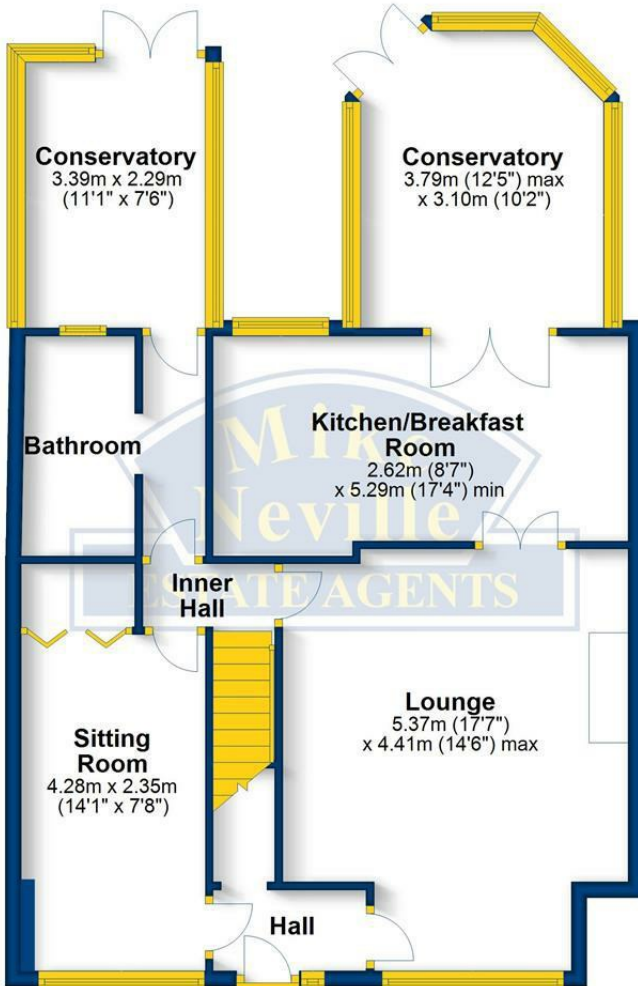 Conservatory
3.39m x 2.29m
(11'1" x 7'6")
Conservatory
3.79m (12'5") max
x 3.10m (10'2")
Bathroom
Kitchen/Breakfast
Room
2.62m (8'7")
x 5.29m (17'4") min
Mike
Neville
ESTATE AGENTS
Inner
Hall
Lounge
5.37m (17'7")
x 4.41m (14'6") max
Sitting
Room
4.28m x 2.35m
(14'1" x 7'8")
Hall